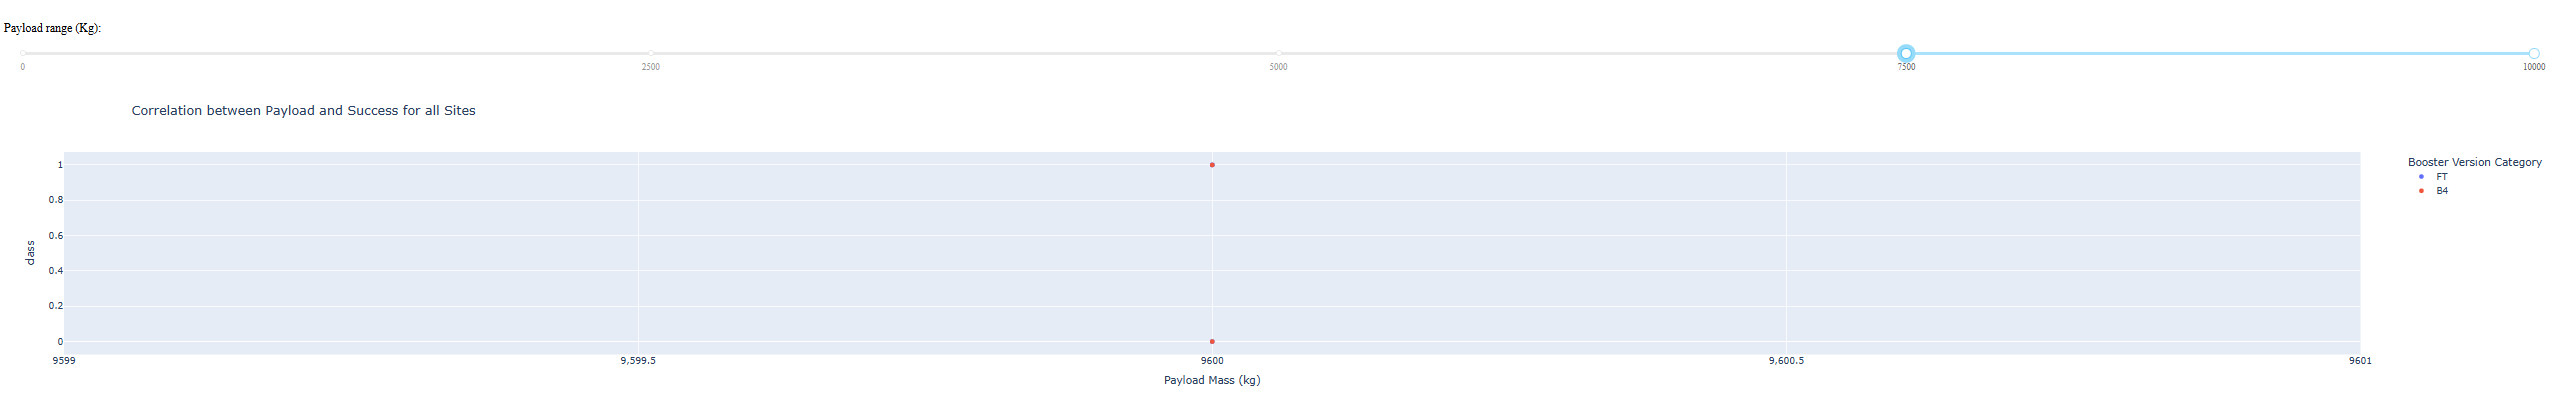 Payload range (Kg):
0 2500 5000 7500 10000
Correlation between Payload and Success for all Sites
Booster Version Category
FT
B4
class
1
0.8
0.6
0.4
0.2
0
9599 9,599.5 9600 9,600.5 9601
Payload Mass (kg)